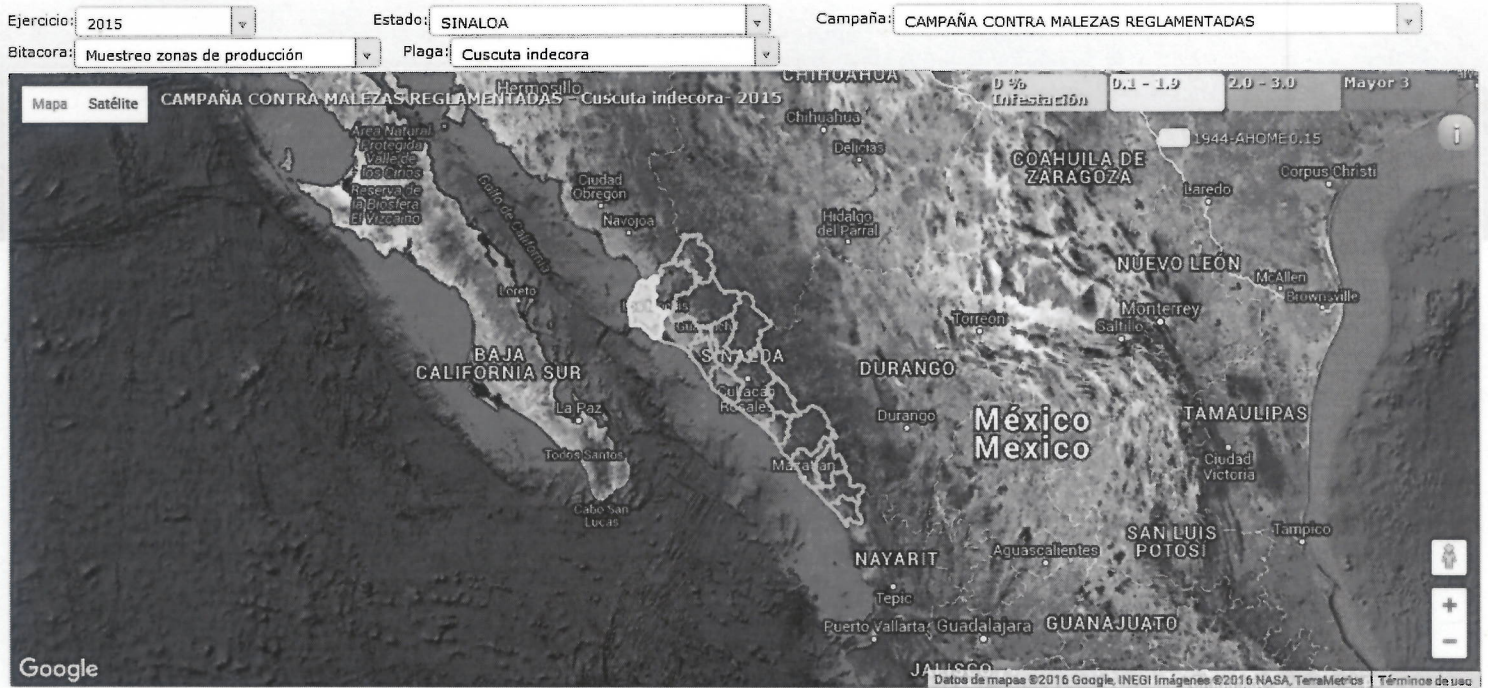 Ejercicio: 2015 Estado: SINALOA Campaña: CAMPAÑA CONTRA MALEZAS REGLAMENTADAS
Bitacora: Muestreo zonas de producción Plaga: Cuscuta indecora
Mapa Satélite
CAMPAÑA CONTRA MALEZAS REGLAMENTADAS - Cuscuta indecora- 2015
0 % Infestación
0.1 - 1.9
2.0 - 3.0
Mayor 3
1944-AHOME 0.15
i
Hermosillo
CHIHUAHUA
Chihuahua
Delicias
Área Natural
Protegida
Valle de
los Cirios
Reserva de
la Biosfera
El Vizcaíno
Golfo de California
Ciudad
Obregón
Navojoa
Hidalgo
del Parral
COAHUILA DE
ZARAGOZA
Laredo
Corpus Christi
NUEVO LEÓN
McAllen
Brownsville
Loreto
Torreón
Monterrey
Saltillo
BAJA
CALIFORNIA SUR
SINALOA
DURANGO
Culiacán
Rosales
La Paz
Durango
México
Mexico
TAMAULIPAS
Todos Santos
Mazatlán
Ciudad
Victoria
Cabo San
Lucas
NAYARIT
Aguascalientes
SAN LUIS
POTOSÍ
Tampico
Tepic
Puerto Vallarta
Guadalajara
GUANAJUATO
JALISCO
+
−
Google
Datos de mapas ©2016 Google, INEGI Imágenes ©2016 NASA, TerraMetrics Términos de uso